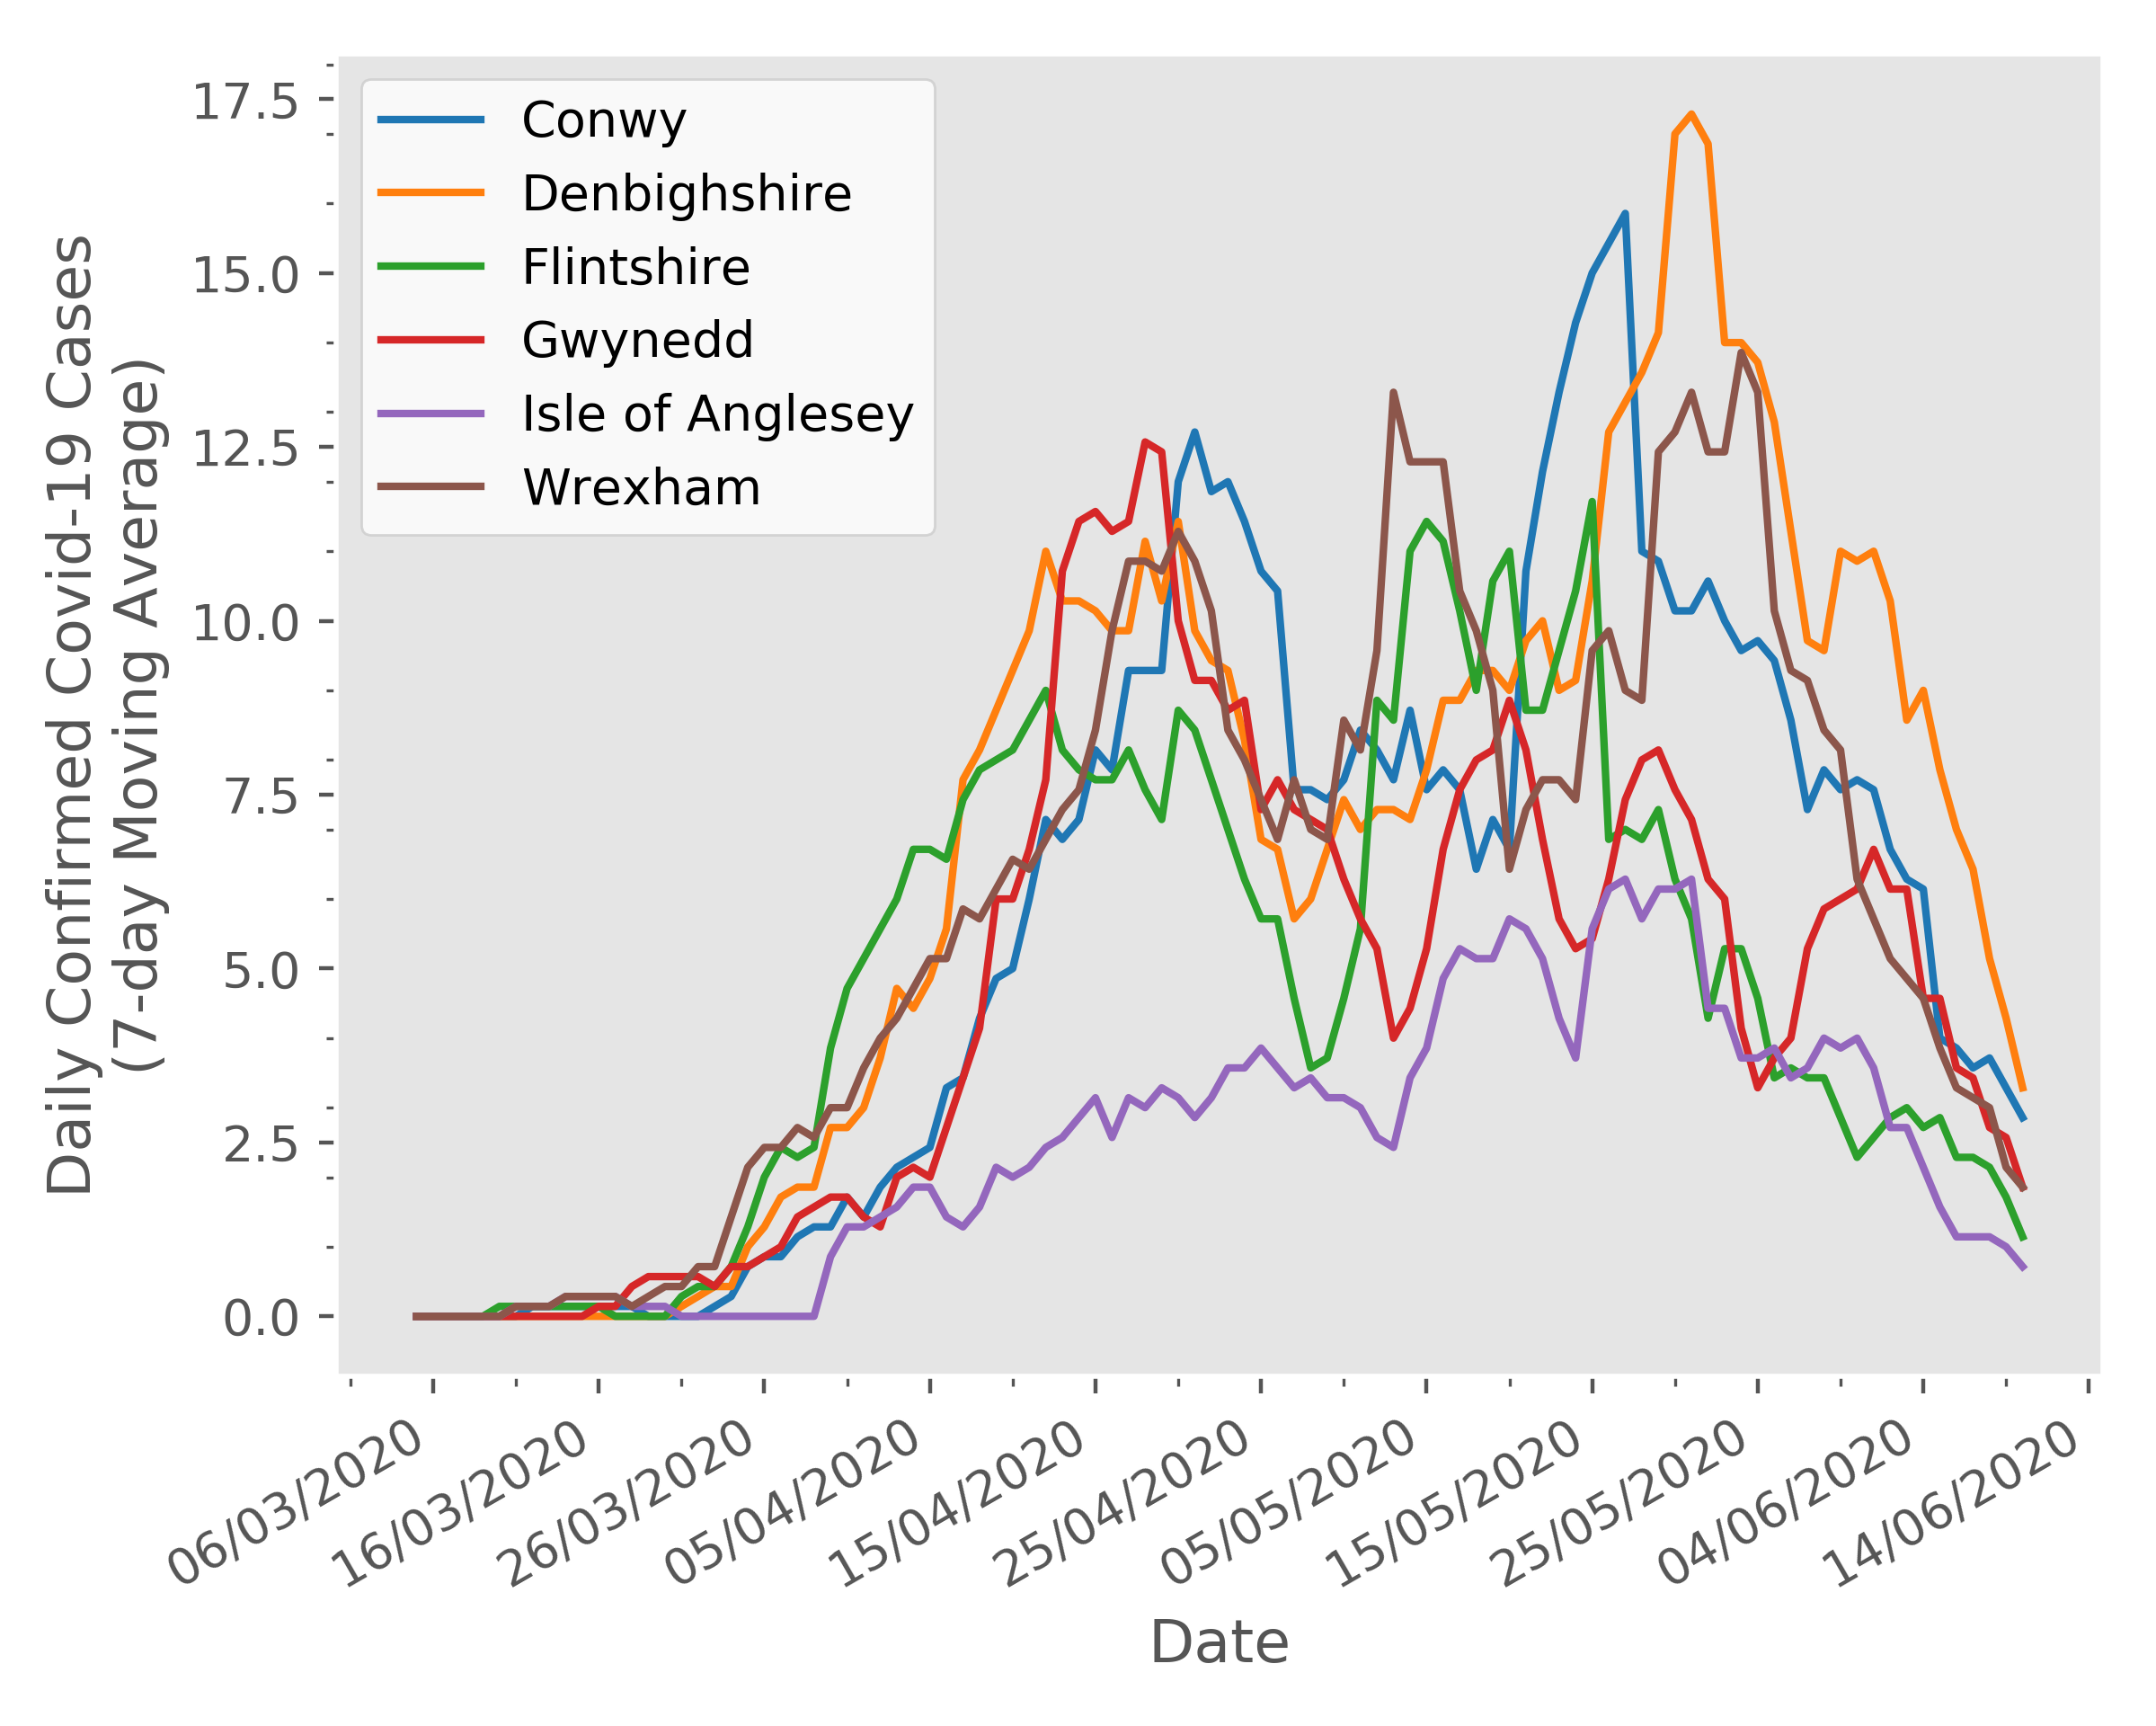 Daily Confirmed Covid-19 Cases
(7-day Moving Average)
17.5
15.0
12.5
10.0
7.5
5.0
2.5
0.0
Conwy
Denbighshire
Flintshire
Gwynedd
Isle of Anglesey
Wrexham
06/03/2020
16/03/2020
26/03/2020
05/04/2020
15/04/2020
25/04/2020
05/05/2020
15/05/2020
25/05/2020
04/06/2020
14/06/2020
Date